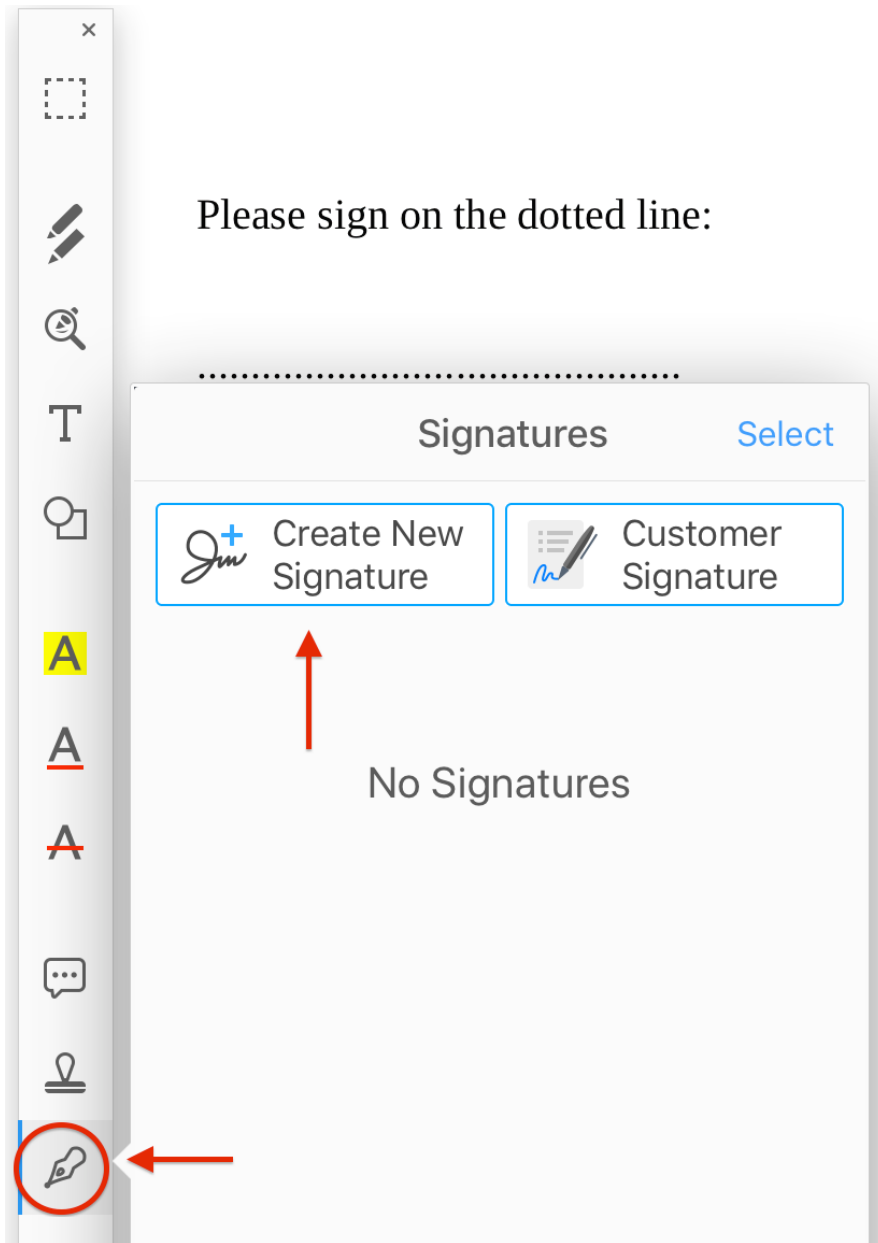 Please sign on the dotted line:
.............................................
Signatures
Select
Create New
Signature
Customer
Signature
No Signatures
T
A
A
A